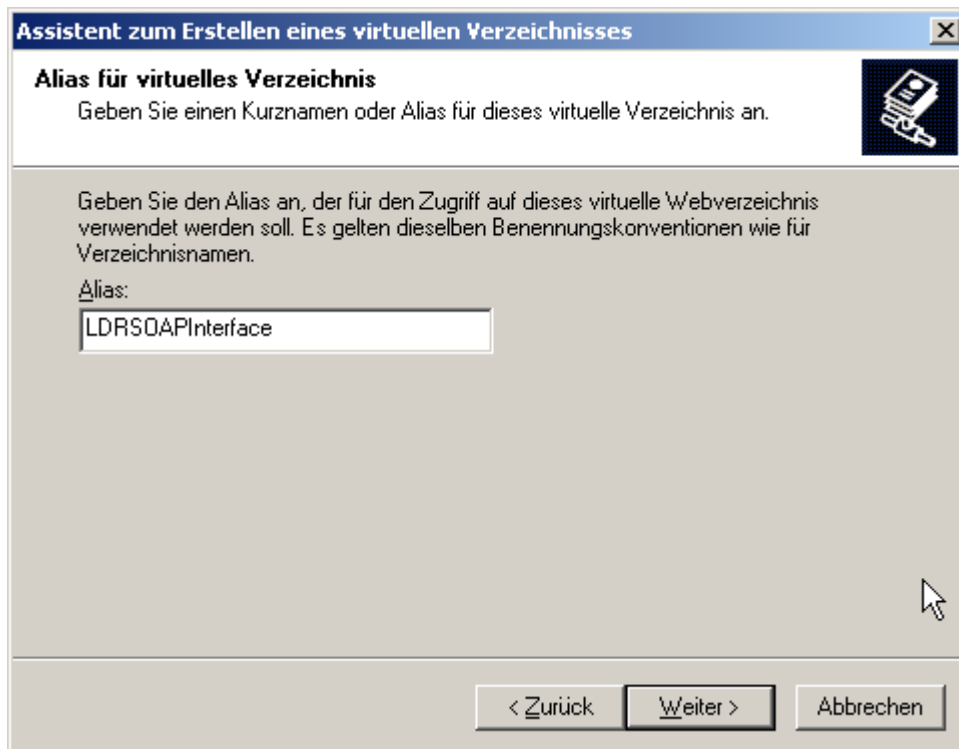 Assistent zum Erstellen eines virtuellen Verzeichnisses
Alias für virtuelles Verzeichnis
Geben Sie einen Kurznamen oder Alias für dieses virtuelle Verzeichnis an.
Geben Sie den Alias an, der für den Zugriff auf dieses virtuelle Webverzeichnis
verwendet werden soll. Es gelten dieselben Benennungskonventionen wie für
Verzeichnisnamen.
Alias:
LDRSOAPInterface
< Zurück Weiter > Abbrechen